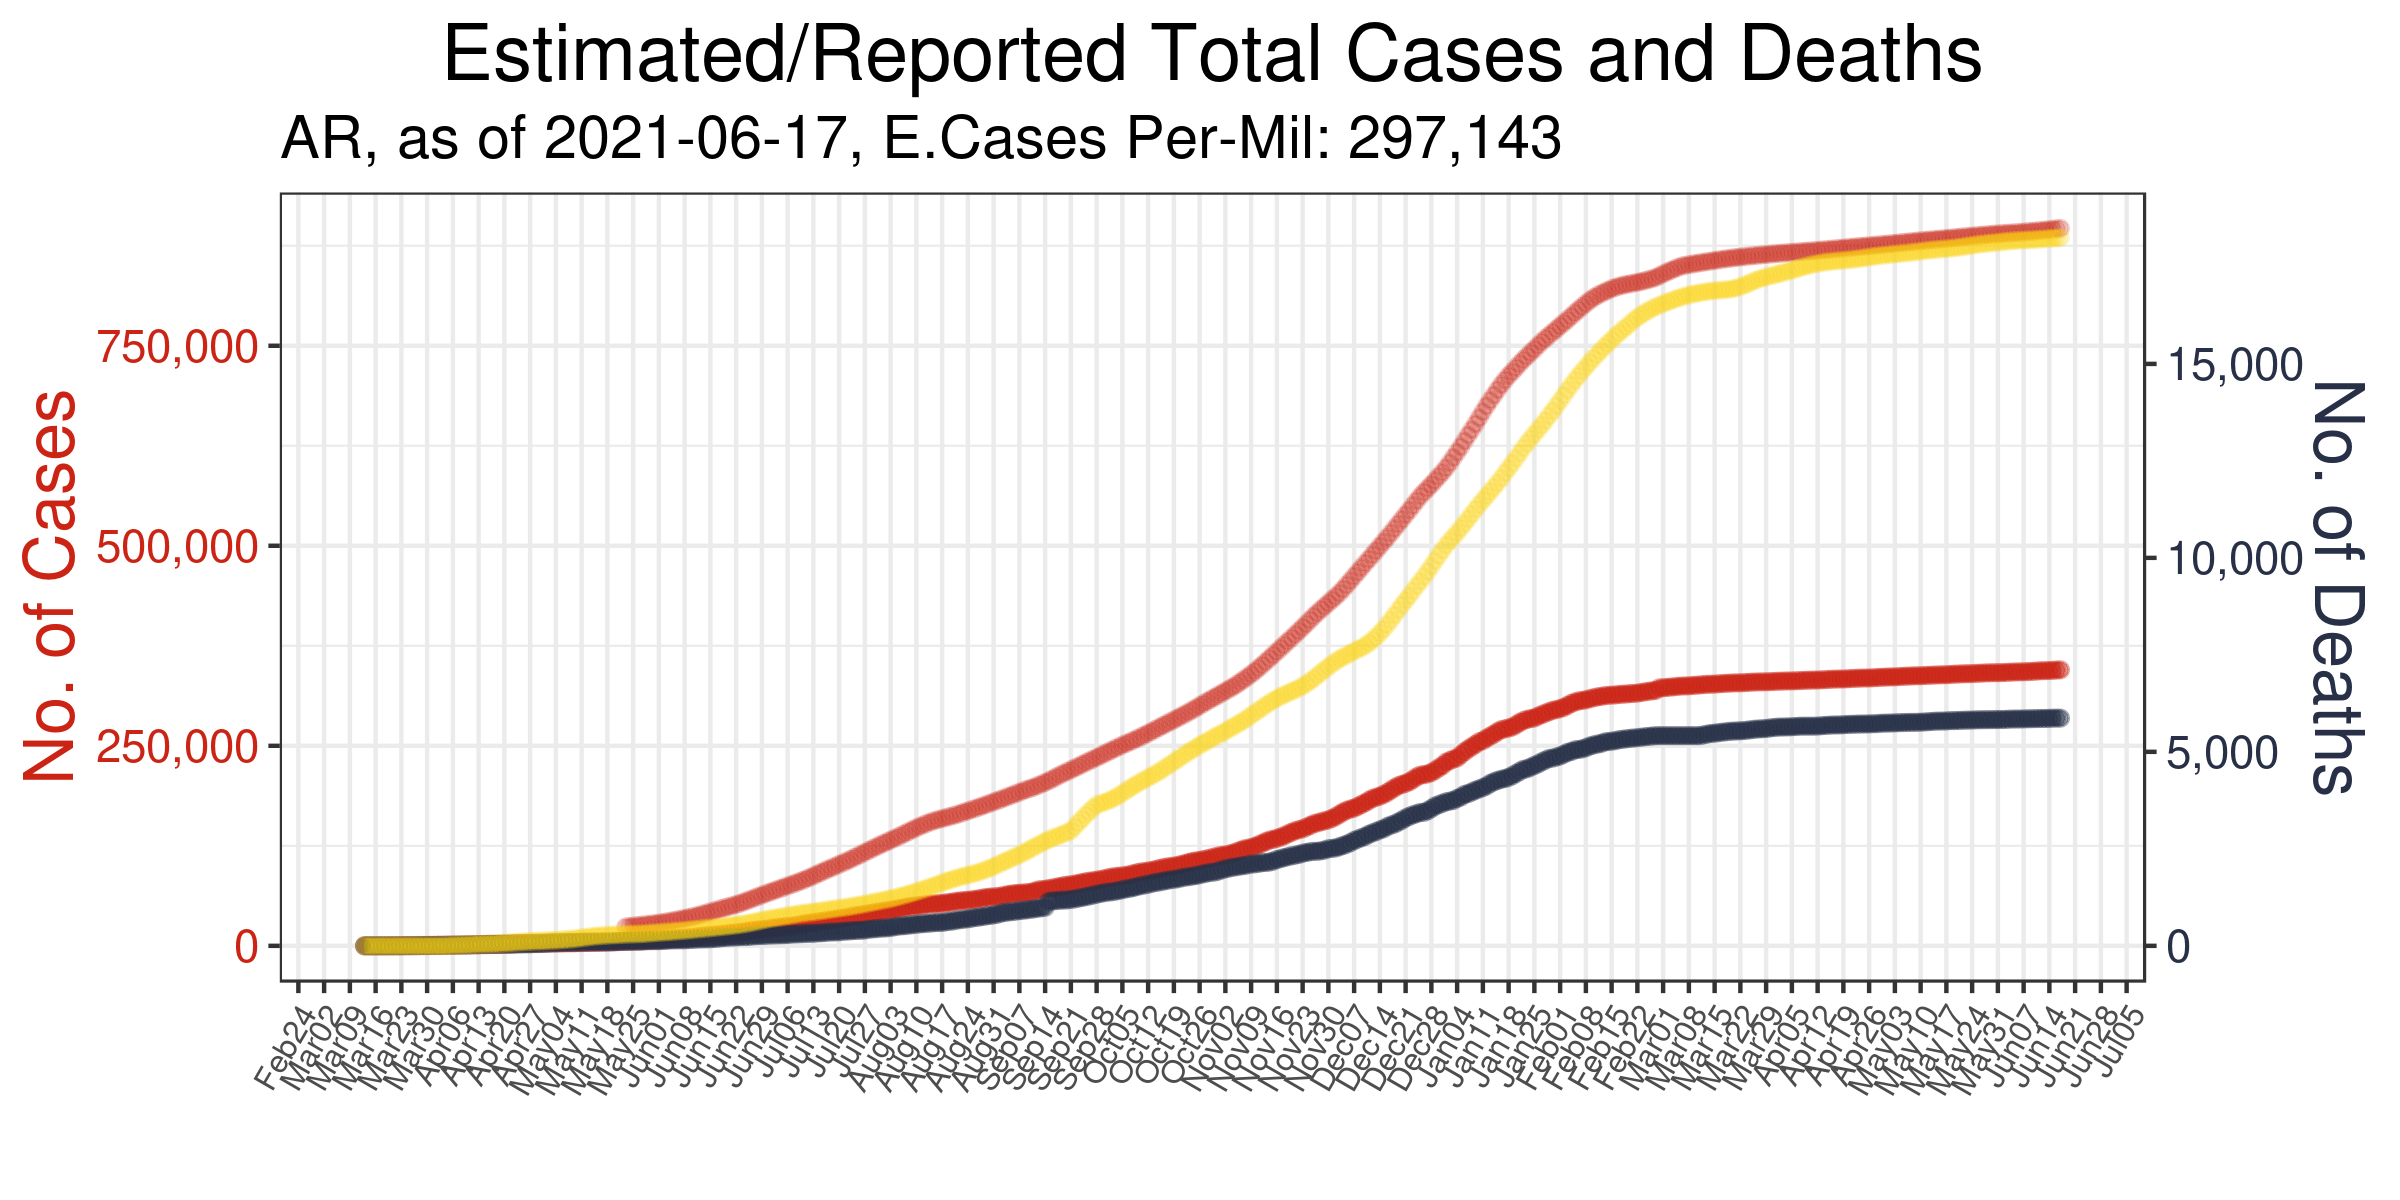 Estimated/Reported Total Cases and Deaths
AR, as of 2021-06-17, E.Cases Per-Mil: 297,143
No. of Cases
750,000
500,000
250,000
0
15,000
10,000
5,000
0
No. of Deaths
Feb24
Mar02
Mar09
Mar16
Mar23
Mar30
Apr06
Apr13
Apr20
Apr27
May04
May11
May18
May25
Jun01
Jun08
Jun15
Jun22
Jun29
Jul06
Jul13
Jul20
Jul27
Aug03
Aug10
Aug17
Aug24
Aug31
Sep07
Sep14
Sep21
Sep28
Oct05
Oct12
Oct19
Oct26
Nov02
Nov09
Nov16
Nov23
Nov30
Dec07
Dec14
Dec21
Dec28
Jan04
Jan11
Jan18
Jan25
Feb01
Feb08
Feb15
Feb22
Mar01
Mar08
Mar15
Mar22
Mar29
Apr05
Apr12
Apr19
Apr26
May03
May10
May17
May24
May31
Jun07
Jun14
Jun21
Jun28
Jul05